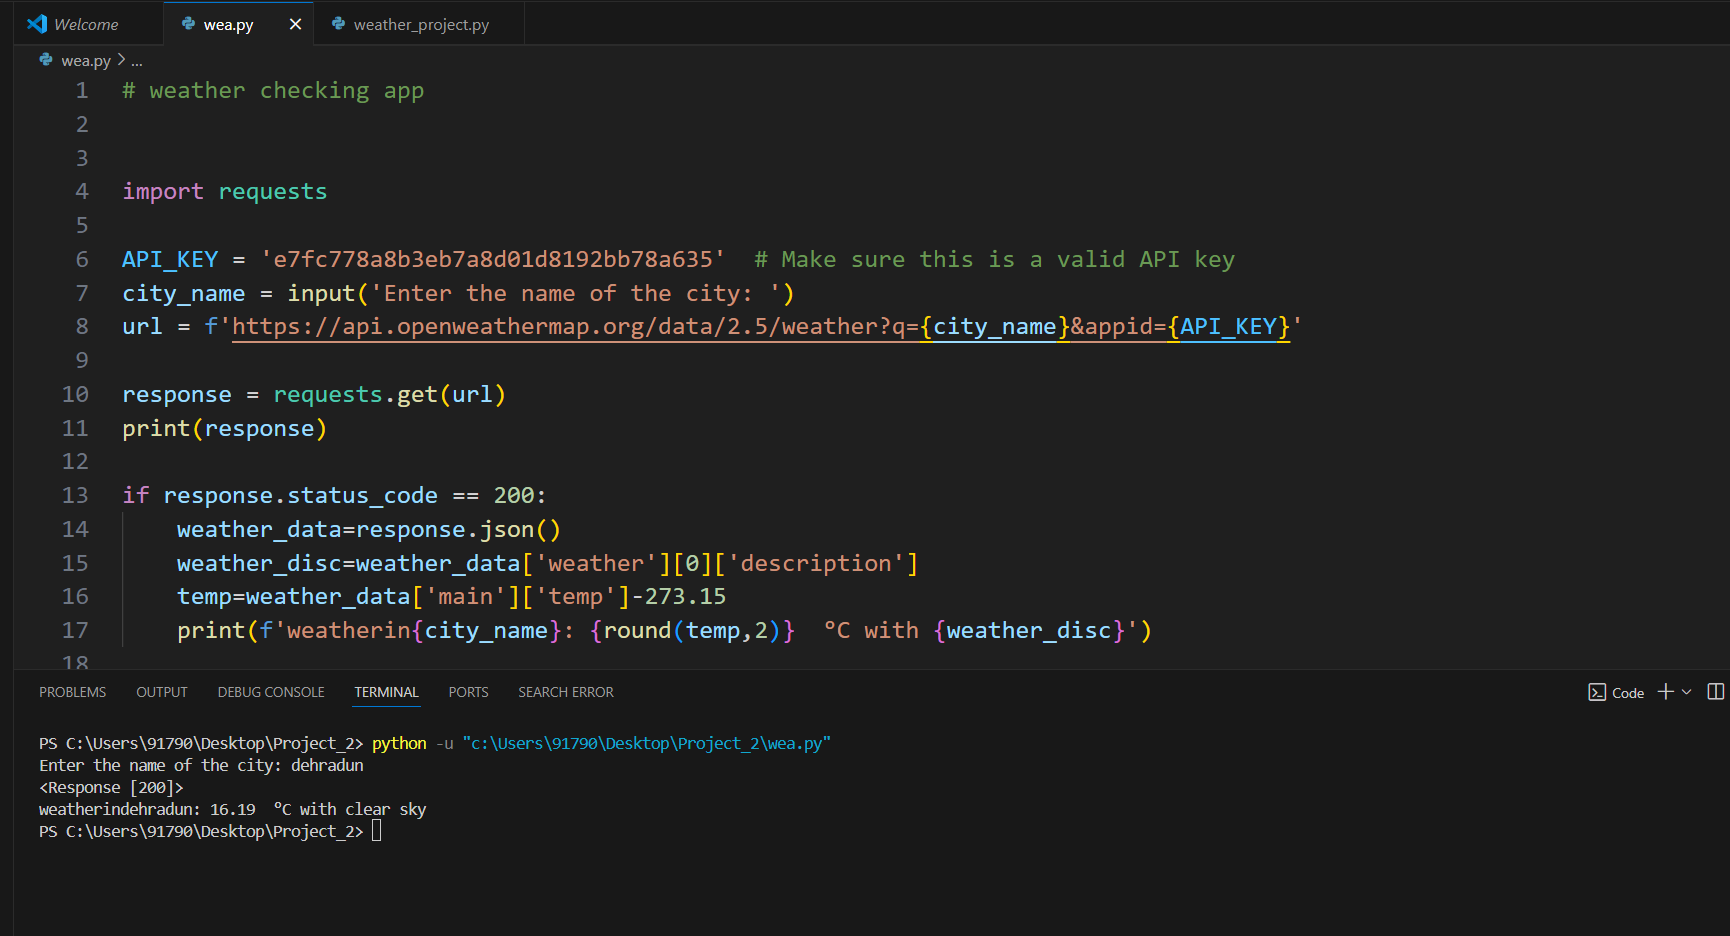 Welcome
wea.py
weather_project.py
wea.py > ...
1 # weather checking app
2
3
4 import requests
5
6 API_KEY = 'e7fc778a8b3eb7a8d01d8192bb78a635'  # Make sure this is a valid API key
7 city_name = input('Enter the name of the city: ')
8 url = f'https://api.openweathermap.org/data/2.5/weather?q={city_name}&appid={API_KEY}'
9
10 response = requests.get(url)
11 print(response)
12
13 if response.status_code == 200:
14     weather_data=response.json()
15     weather_disc=weather_data['weather'][0]['description']
16     temp=weather_data['main']['temp']-273.15
17     print(f'weatherin{city_name}: {round(temp,2)}  ºC with {weather_disc}')
18
PROBLEMS OUTPUT DEBUG CONSOLE TERMINAL PORTS SEARCH ERROR Code
PS C:\Users\91790\Desktop\Project_2> python -u "c:\Users\91790\Desktop\Project_2\wea.py"
Enter the name of the city: dehradun
<Response [200]>
weatherindehradun: 16.19  ºC with clear sky
PS C:\Users\91790\Desktop\Project_2>